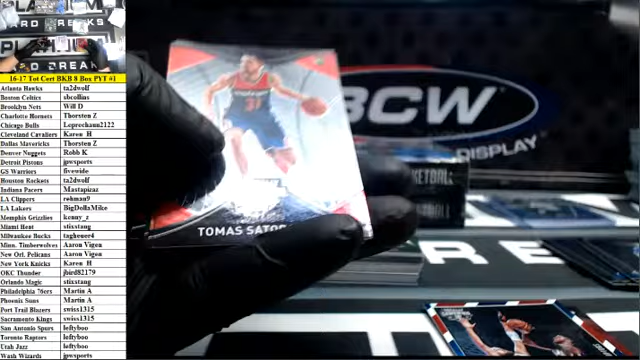 16-17 Tot Cert BKB 8 Box PYT #1
Atlanta Hawks ta2dwolf
Boston Celtics sbcollins
Brooklyn Nets Will D
Charlotte Hornets Thorsten Z
Chicago Bulls Leprechaun2122
Cleveland Cavaliers Karen H
Dallas Mavericks Thorsten Z
Denver Nuggets Robb K
Detroit Pistons jpwsports
GS Warriors fivewide
Houston Rockets ta2dwolf
Indiana Pacers Mastapizaz
LA Clippers rehman9
LA Lakers BigDollaMike
Memphis Grizzlies kenny_z
Miami Heat stixstang
Milwaukee Bucks tagheuer4
Minn. Timberwolves Aaron Vigon
New Orl. Pelicans Aaron Vigon
New York Knicks Karen H
OKC Thunder jbird82179
Orlando Magic stixstang
Philadelphia 76ers Martin A
Phoenix Suns Martin A
Port Trail Blazers swiss1315
Sacramento Kings swiss1315
San Antonio Spurs leftyboo
Toronto Raptors leftyboo
Utah Jazz leftyboo
Wash Wizards jpwsports
BCW
DISPLAY
KETBALL
31
TOMAS SATOR
RE